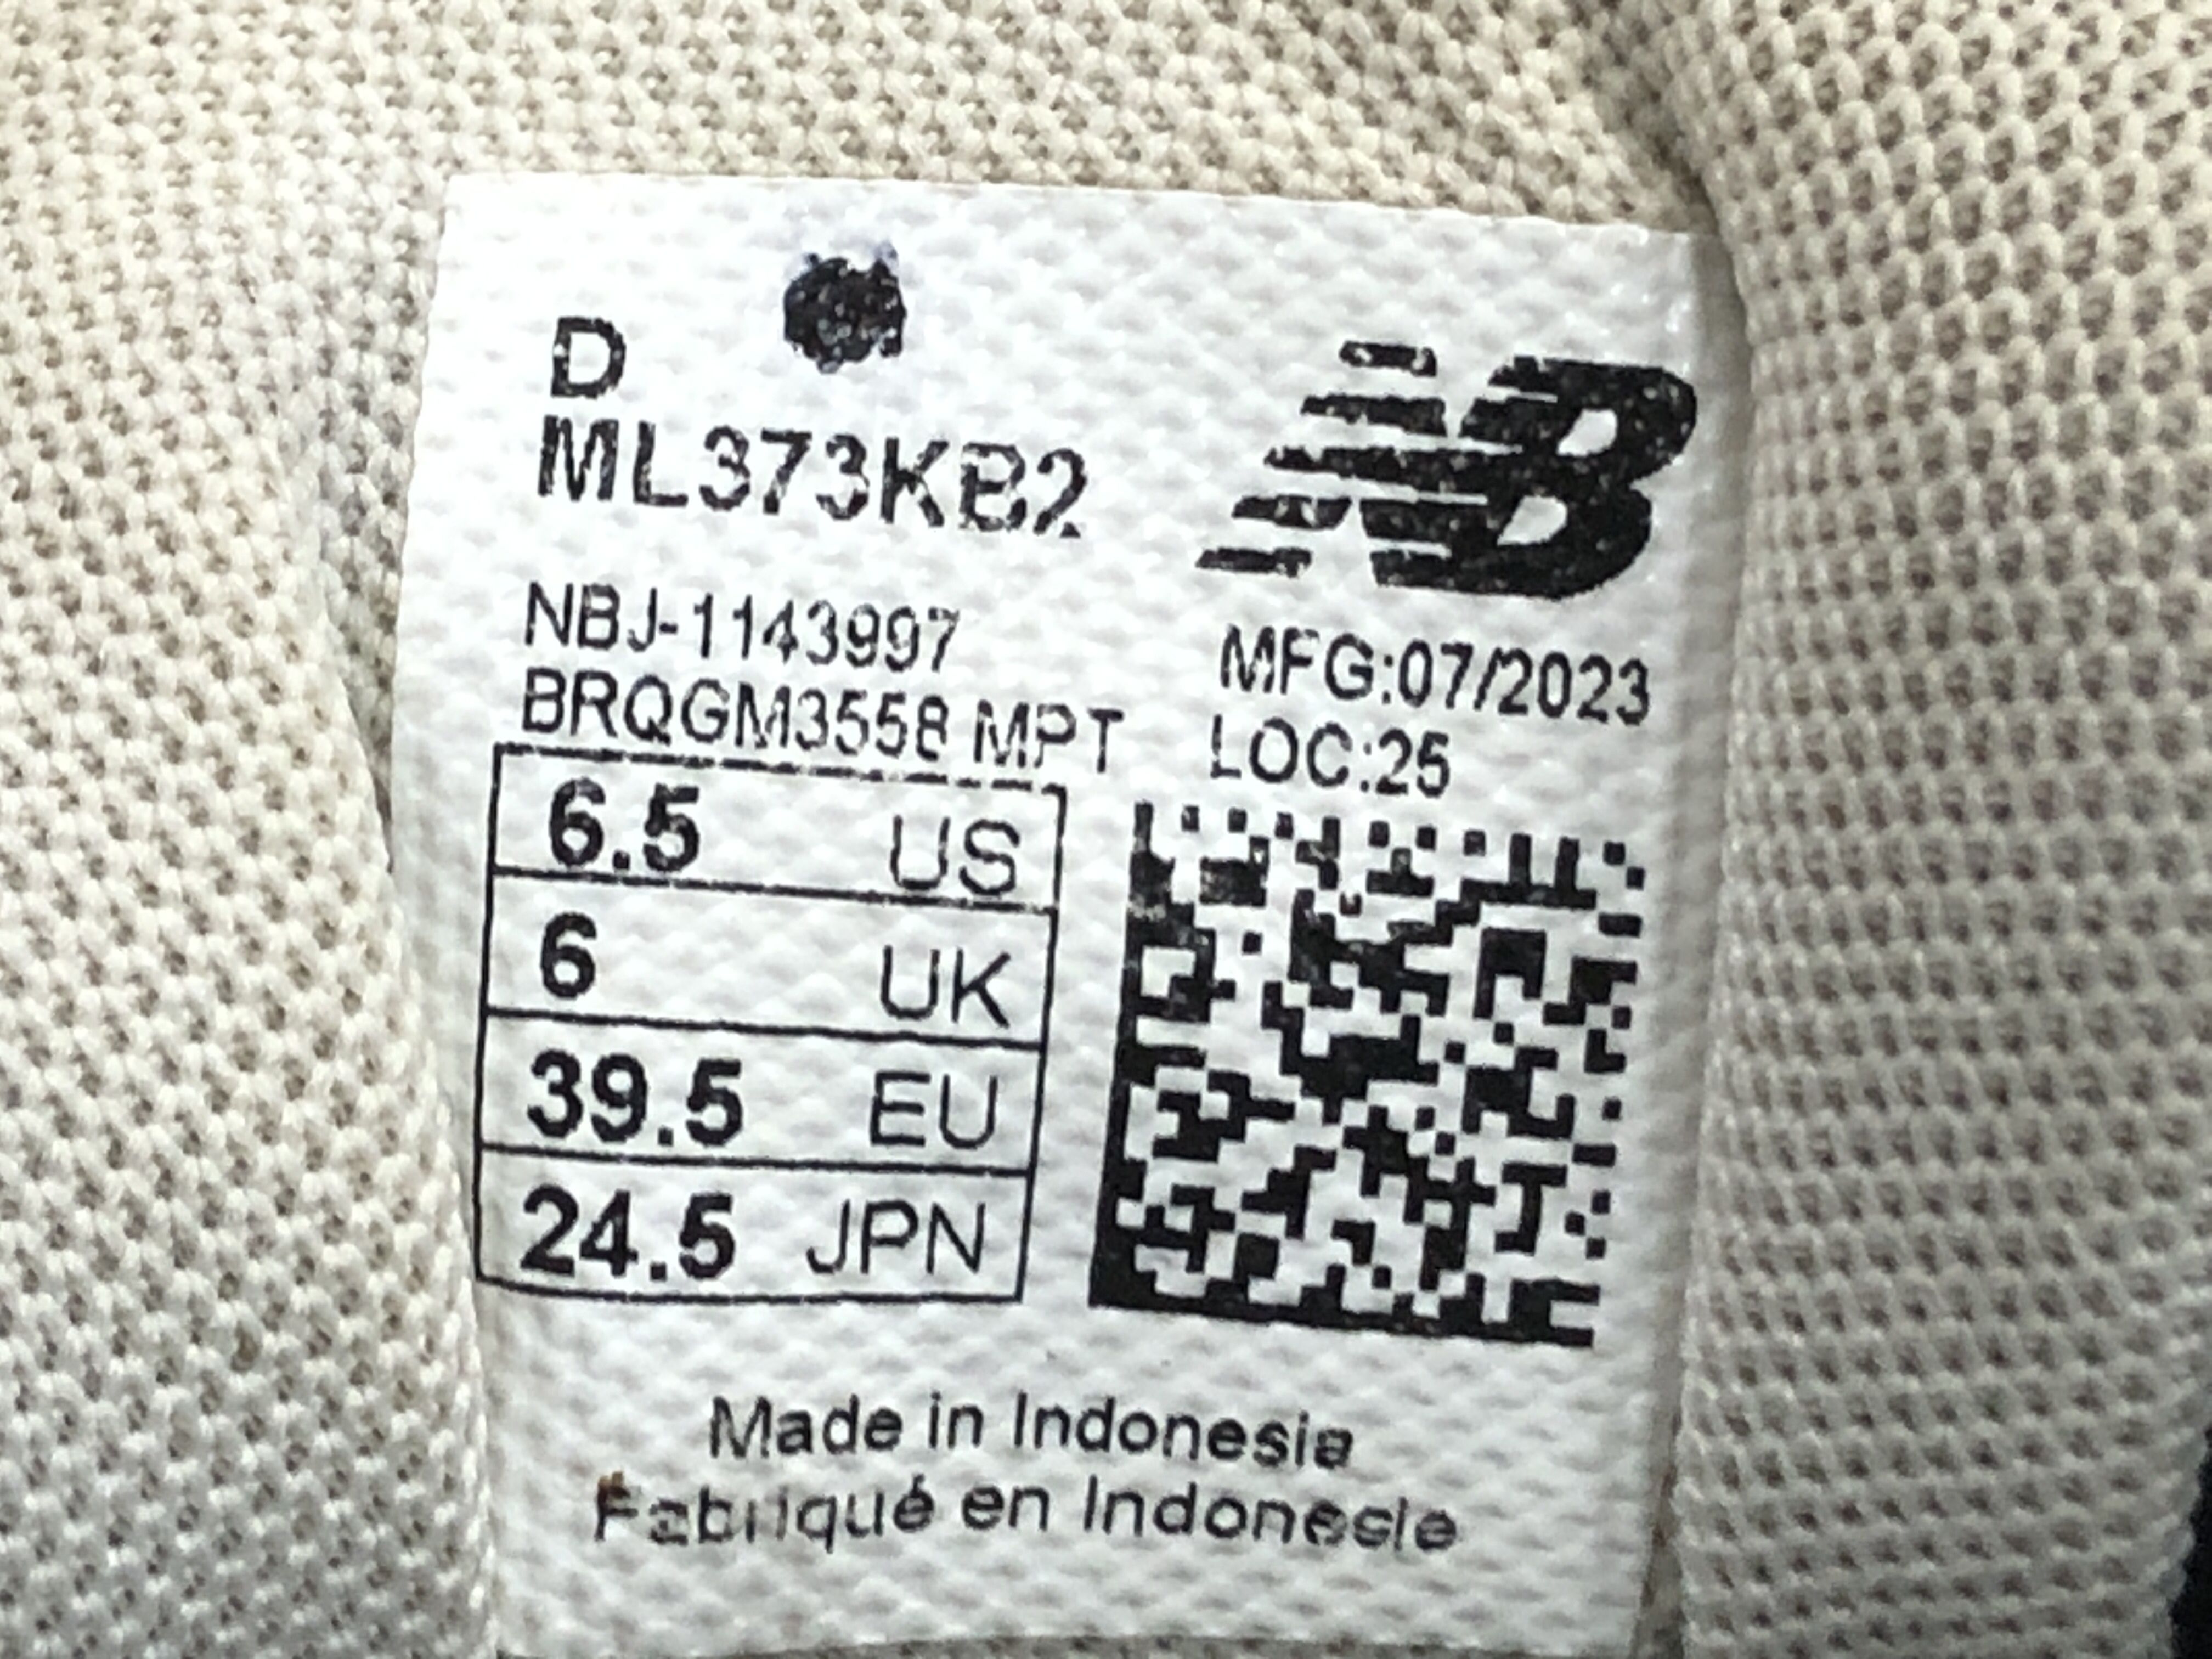 D
ML373KB2
NB
NBJ-1143997
BRQGM3558 MPT
MFG:07/2023
LOC:25
6.5 US
6 UK
39.5 EU
24.5 JPN
Made in Indonesia
Fabriqué en Indonesie